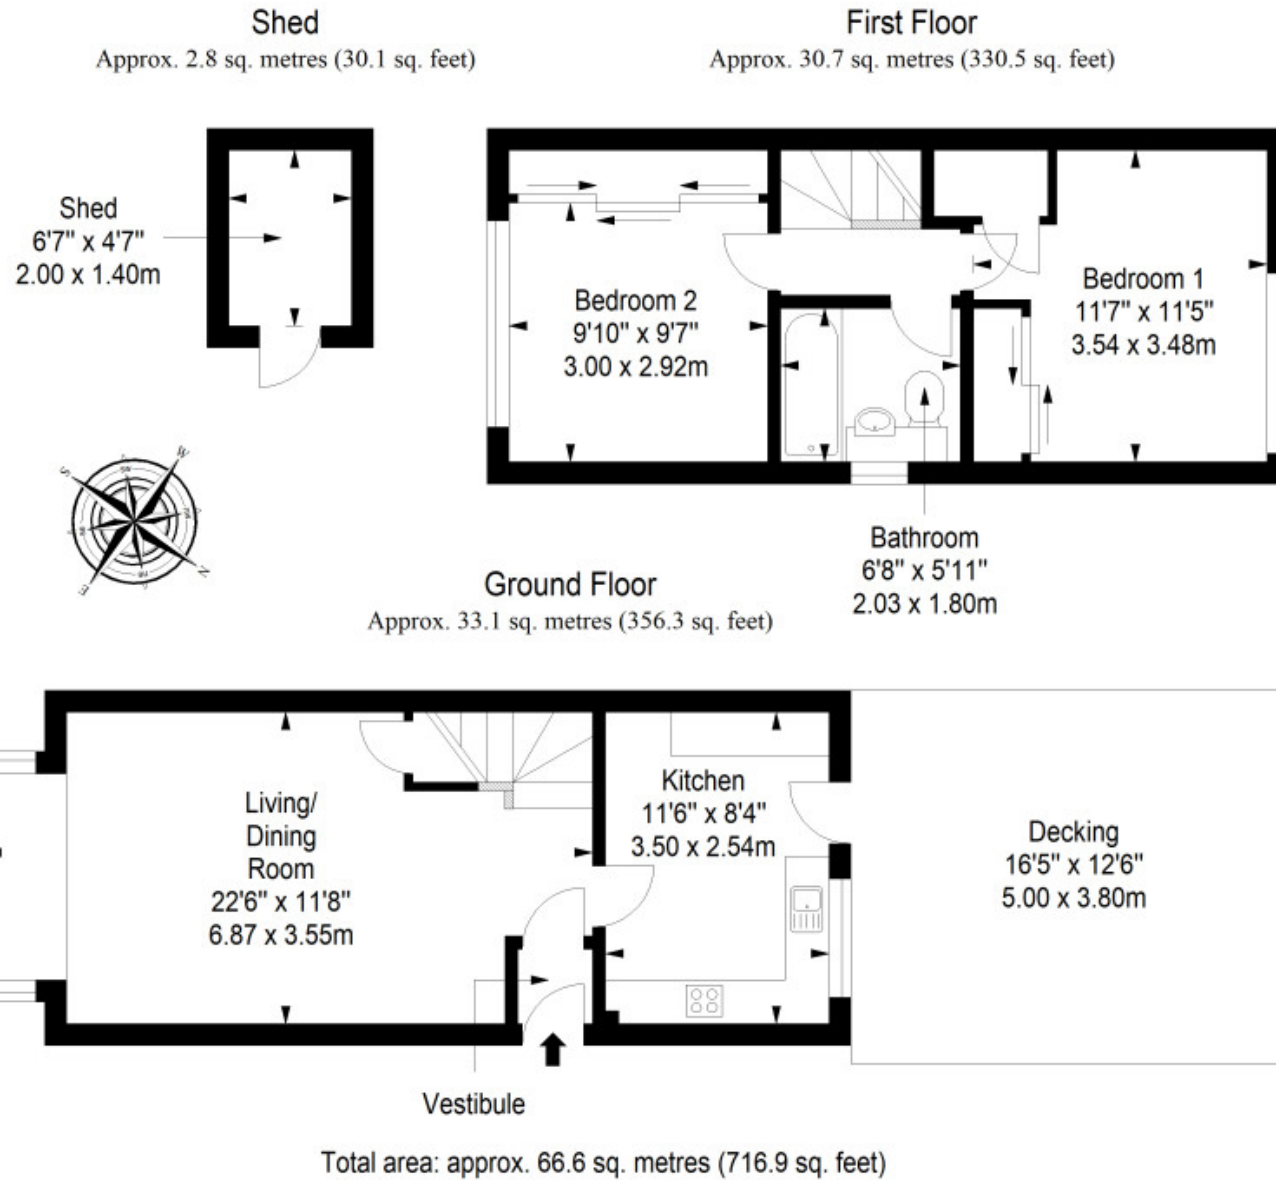 Shed
Approx. 2.8 sq. metres (30.1 sq. feet)
First Floor
Approx. 30.7 sq. metres (330.5 sq. feet)
Shed
6'7" x 4'7"
2.00 x 1.40m
Bedroom 2
9'10" x 9'7"
3.00 x 2.92m
Bedroom 1
11'7" x 11'5"
3.54 x 3.48m
Bathroom
6'8" x 5'11"
2.03 x 1.80m
S
W
N
E
Ground Floor
Approx. 33.1 sq. metres (356.3 sq. feet)
Living/
Dining
Room
22'6" x 11'8"
6.87 x 3.55m
Kitchen
11'6" x 8'4"
3.50 x 2.54m
Decking
16'5" x 12'6"
5.00 x 3.80m
Vestibule
Total area: approx. 66.6 sq. metres (716.9 sq. feet)